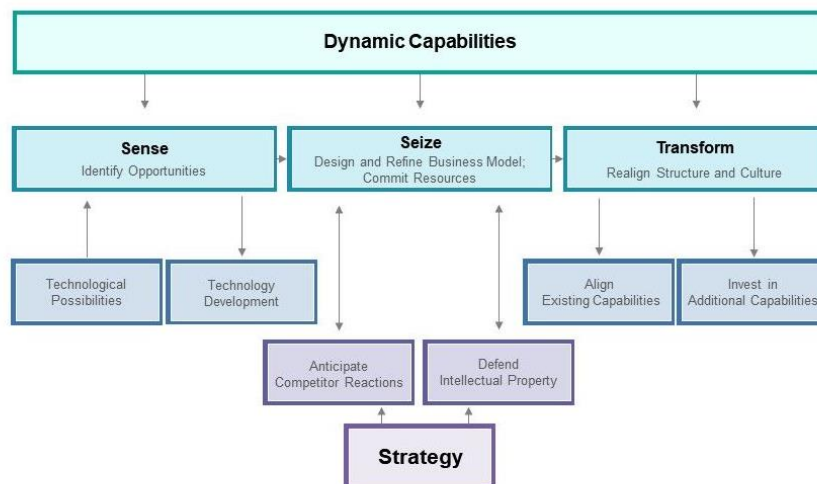 Dynamic Capabilities
Sense
Identify Opportunities
Seize
Design and Refine Business Model;
Commit Resources
Transform
Realign Structure and Culture
Technological
Possibilities
Technology
Development
Align
Existing Capabilities
Invest in
Additional Capabilities
Anticipate
Competitor Reactions
Defend
Intellectual Property
Strategy